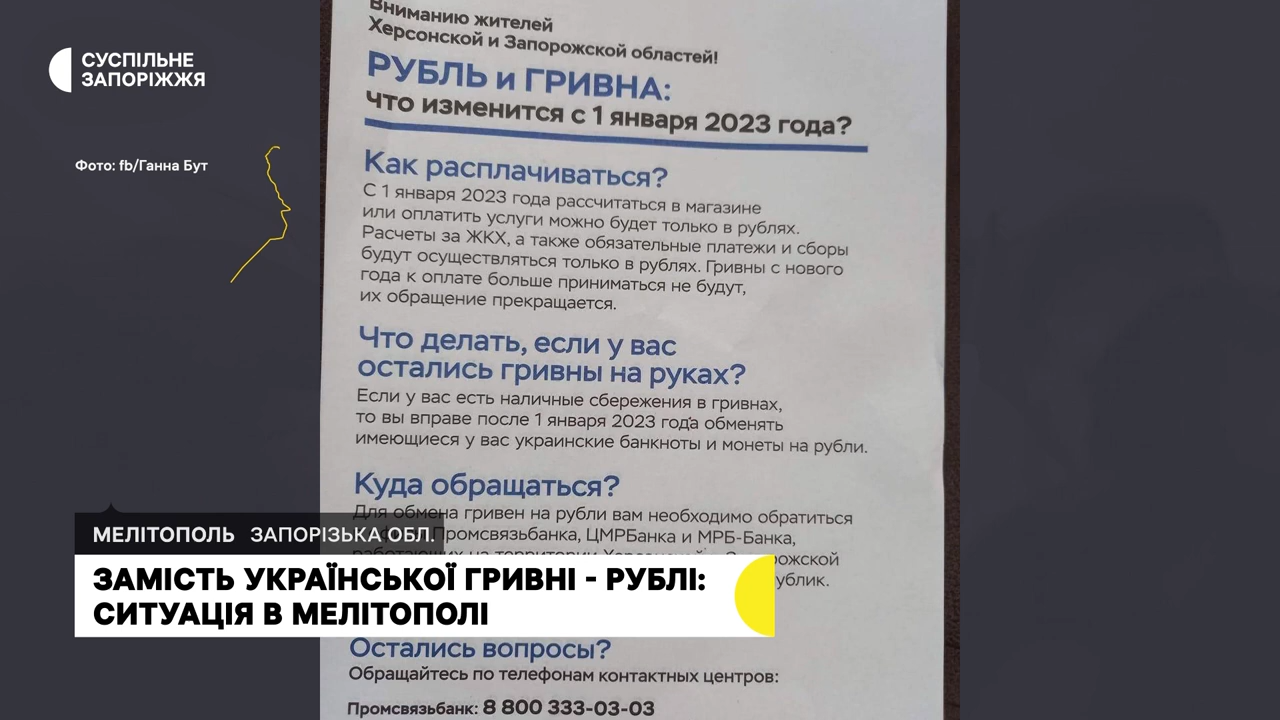 СУСПІЛЬНЕ
ЗАПОРІЖЖЯ
Фото: fb/Ганна Бут
Вниманию жителей
Херсонской и Запорожской областей!
РУБЛЬ и ГРИВНА:
что изменится с 1 января 2023 года?
Как расплачиваться?
С 1 января 2023 года рассчитаться в магазине
или оплатить услуги можно будет только в рублях.
Расчеты за ЖКХ, а также обязательные платежи и сборы
будут осуществляться только в рублях. Гривны с нового
года к оплате больше приниматься не будут,
их обращение прекращается.
Что делать, если у вас
остались гривны на руках?
Если у вас есть наличные сбережения в гривнах,
то вы вправе после 1 января 2023 года обменять
имеющиеся у вас украинские банкноты и монеты на рубли.
Куда обращаться?
Для обмена гривен на рубли вам необходимо обратиться
Промсвязьбанка, ЦМРБанка и МРБ-Банка,
работающих на территории Херсонской и Запорожской
ублик.
МЕЛІТОПОЛЬ ЗАПОРІЗЬКА ОБЛ.
ЗАМІСТЬ УКРАЇНСЬКОЇ ГРИВНІ - РУБЛІ:
СИТУАЦІЯ В МЕЛІТОПОЛІ
Остались вопросы?
Обращайтесь по телефонам контактных центров:
Промсвязьбанк: 8 800 333-03-03